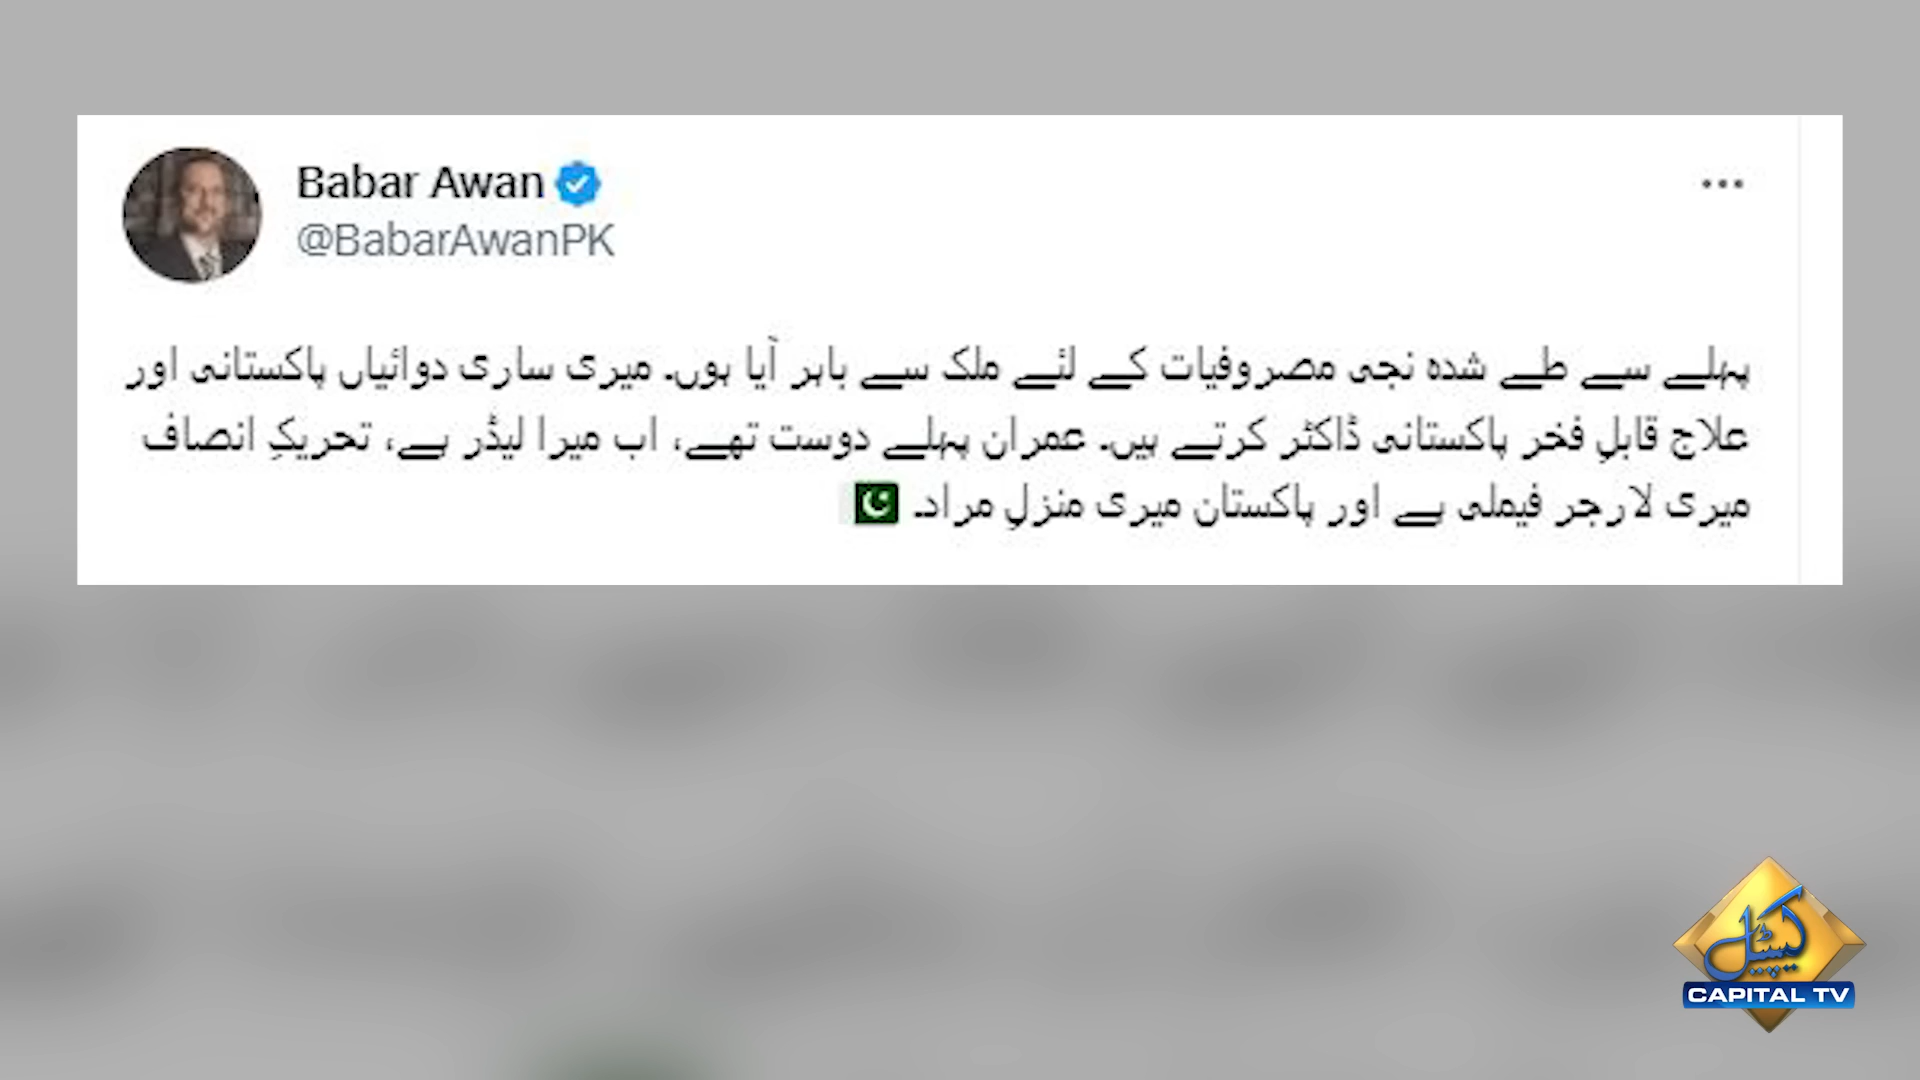 Babar Awan
@BabarAwanPK
پہلے سے طے شدہ نجی مصروفیات کے لئے ملک سے باہر آیا ہوں۔ میری ساری دوائیاں پاکستانی اور
علاج قابلِ فخر پاکستانی ڈاکٹر کرتے ہیں۔ عمران پہلے دوست تھے، اب میرا لیڈر ہے، تحریکِ انصاف
میری لارجر فیملی ہے اور پاکستان میری منزلِ مراد۔
کیپیٹل
CAPITAL TV